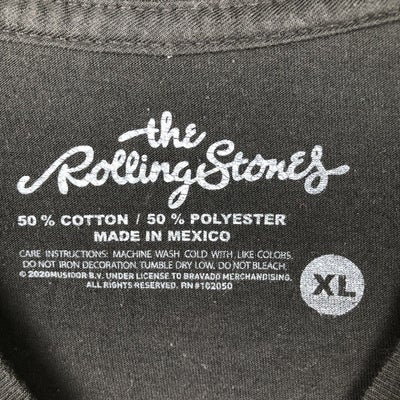 the
Rolling Stones
50 % COTTON / 50 % POLYESTER
MADE IN MEXICO
CARE INSTRUCTIONS: MACHINE WASH COLD WITH LIKE COLORS.
DO NOT IRON DECORATION. TUMBLE DRY LOW. DO NOT BLEACH.
© 2020MUSIDOR B.V. UNDER LICENSE TO BRAVADO MERCHANDISING.
ALL RIGHTS RESERVED. RN#102050
XL